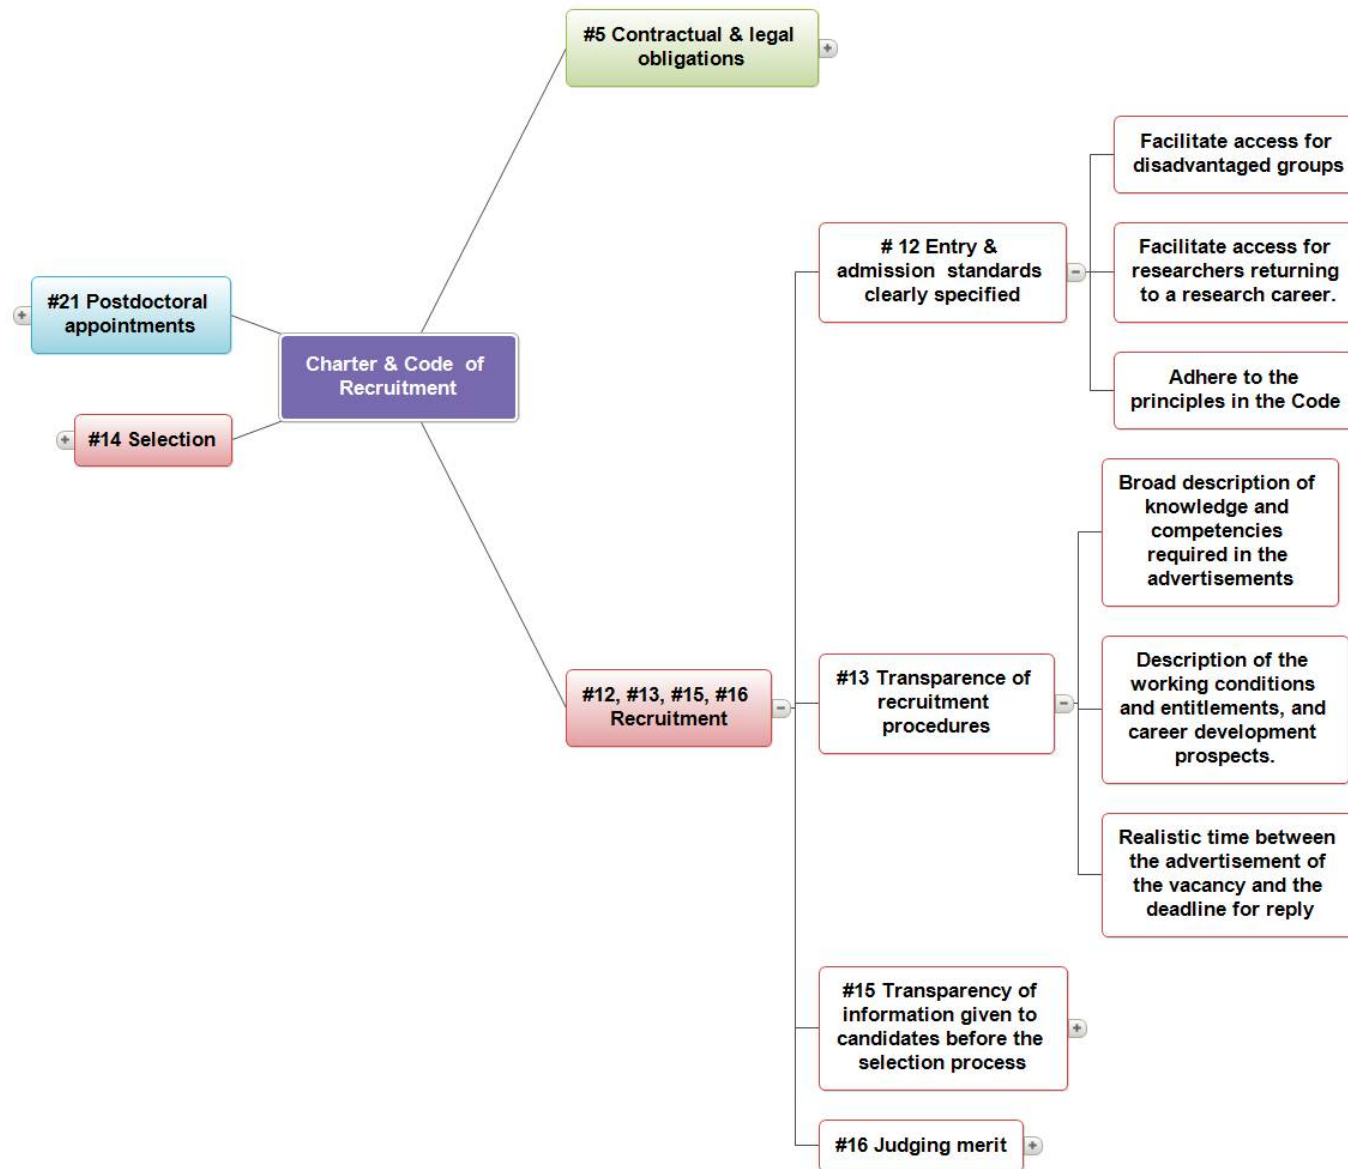 #5 Contractual & legal
obligations
Facilitate access for
disadvantaged groups
# 12 Entry &
admission standards
clearly specified
Facilitate access for
researchers returning
to a research career.
#21 Postdoctoral
appointments
Charter & Code of
Recruitment
Adhere to the
principles in the Code
#14 Selection
Broad description of
knowledge and
competencies
required in the
advertisements
#12, #13, #15, #16
Recruitment
#13 Transparence of
recruitment
procedures
Description of the
working conditions
and entitlements, and
career development
prospects.
Realistic time between
the advertisement of
the vacancy and the
deadline for reply
#15 Transparency of
information given to
candidates before the
selection process
#16 Judging merit